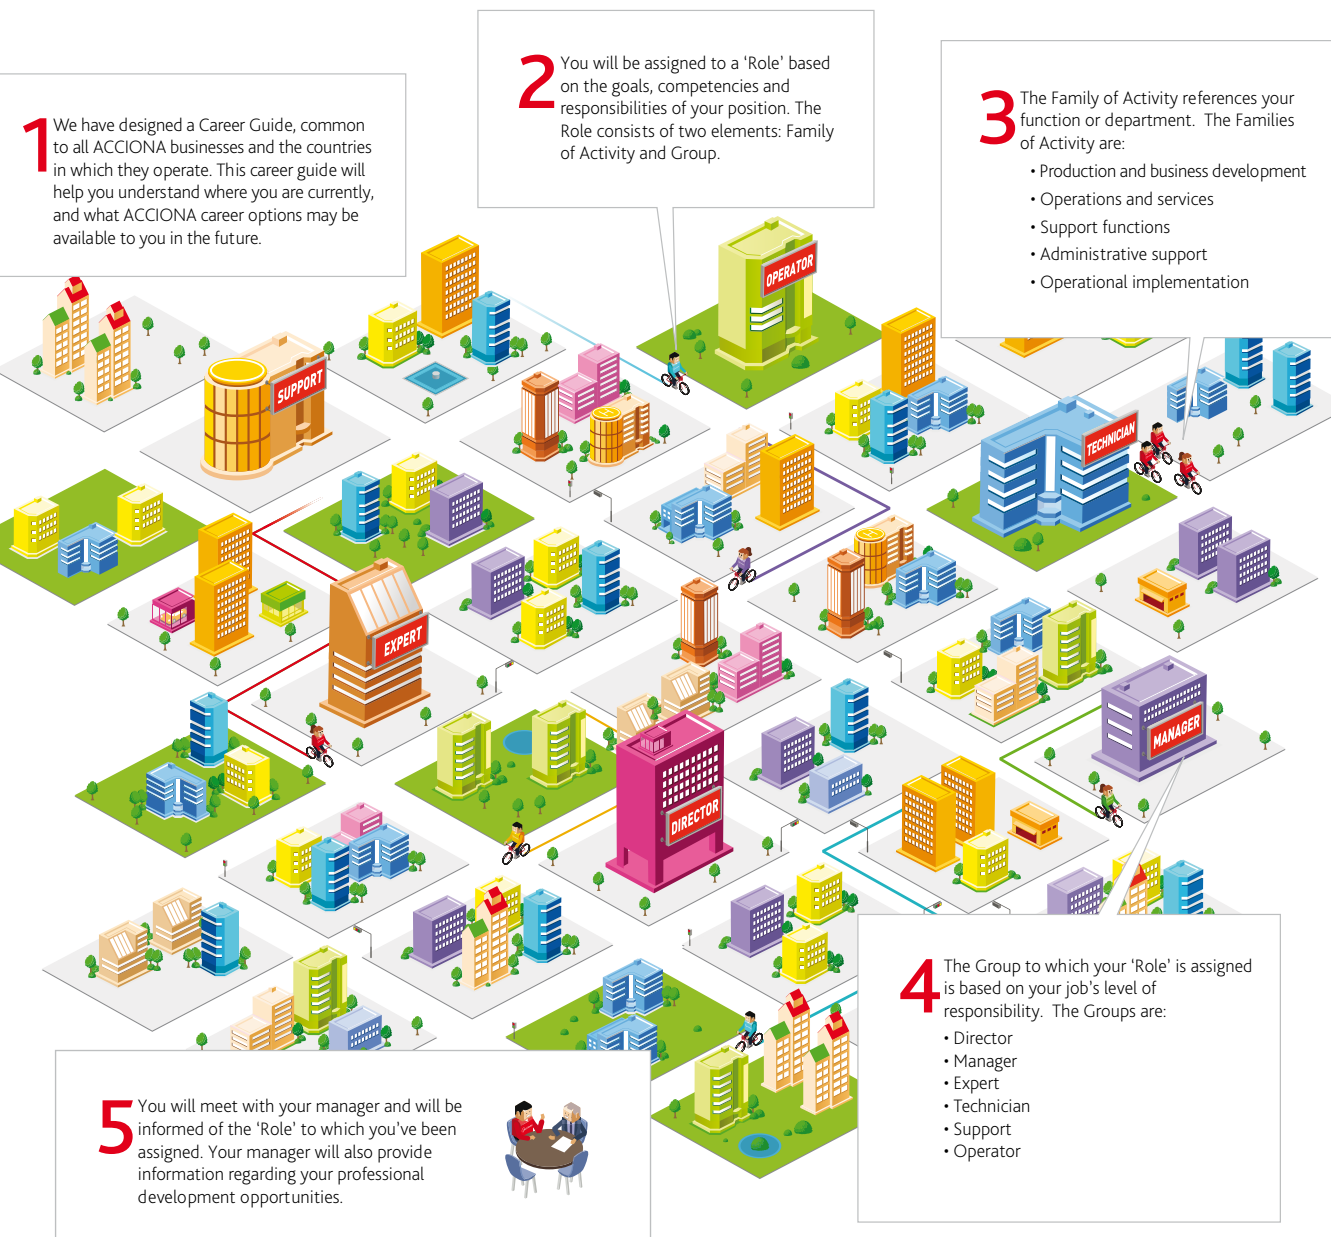 1
We have designed a Career Guide, common
to all ACCIONA businesses and the countries
in which they operate. This career guide will
help you understand where you are currently,
and what ACCIONA career options may be
available to you in the future.
2
You will be assigned to a ‘Role’ based
on the goals, competencies and
responsibilities of your position. The
Role consists of two elements: Family
of Activity and Group.
3
The Family of Activity references your
function or department. The Families
of Activity are:
• Production and business development
• Operations and services
• Support functions
• Administrative support
• Operational implementation
OPERATOR
SUPPORT
TECHNICIAN
EXPERT
MANAGER
DIRECTOR
4
The Group to which your ‘Role’ is assigned
is based on your job’s level of
responsibility. The Groups are:
• Director
• Manager
• Expert
• Technician
• Support
• Operator
5
You will meet with your manager and will be
informed of the ‘Role’ to which you’ve been
assigned. Your manager will also provide
information regarding your professional
development opportunities.